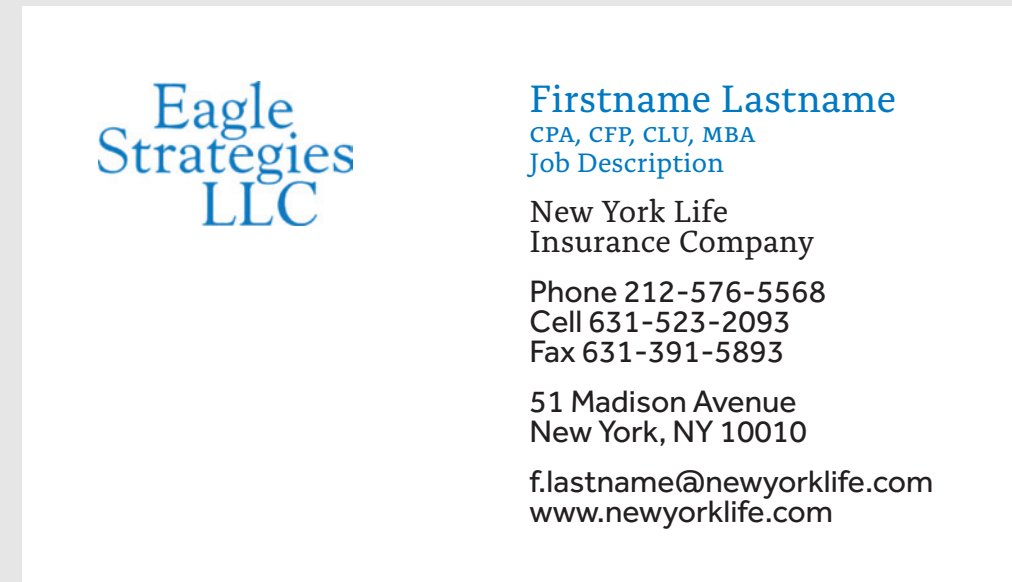 Eagle
Strategies
LLC
Firstname Lastname
CPA, CFP, CLU, MBA
Job Description
New York Life
Insurance Company
Phone 212-576-5568
Cell 631-523-2093
Fax 631-391-5893
51 Madison Avenue
New York, NY 10010
f.lastname@newyorklife.com
www.newyorklife.com